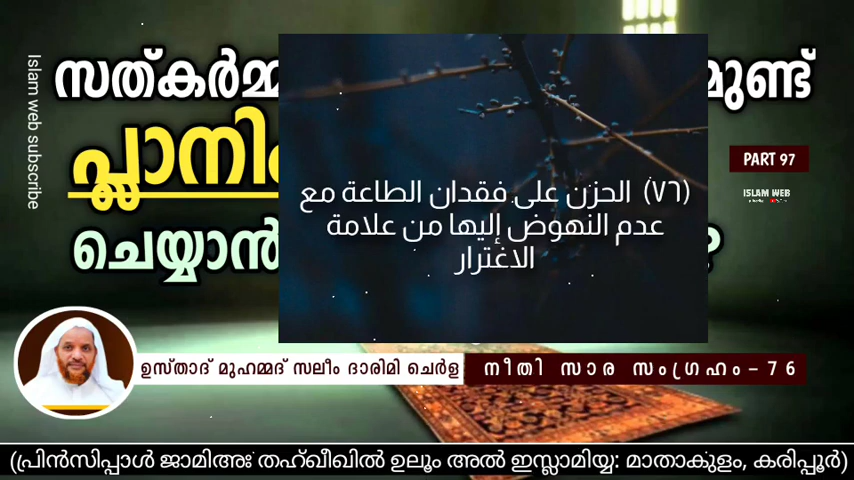 Islam web subscribe
സത്കർമ്മ
മുണ്ട്
പ്ലാനിം
ചെയ്യാൻ
?
PART 97
ISLAM WEB
(٧٦) الحزن على فقدان الطاعة مع
عدم النهوض إليها من علامة
الاغترار
ഉസ്താദ് മുഹമ്മദ് സലീം ദാരിമി ചെർള
നീതി സാര സംഗ്രഹം-76
(പ്രിൻസിപ്പാൾ ജാമിഅഃ തഹ്ഖീഖിൽ ഉലൂം അൽ ഇസ്ലാമിയ്യ: മാതാകുളം, കരിപ്പൂർ)